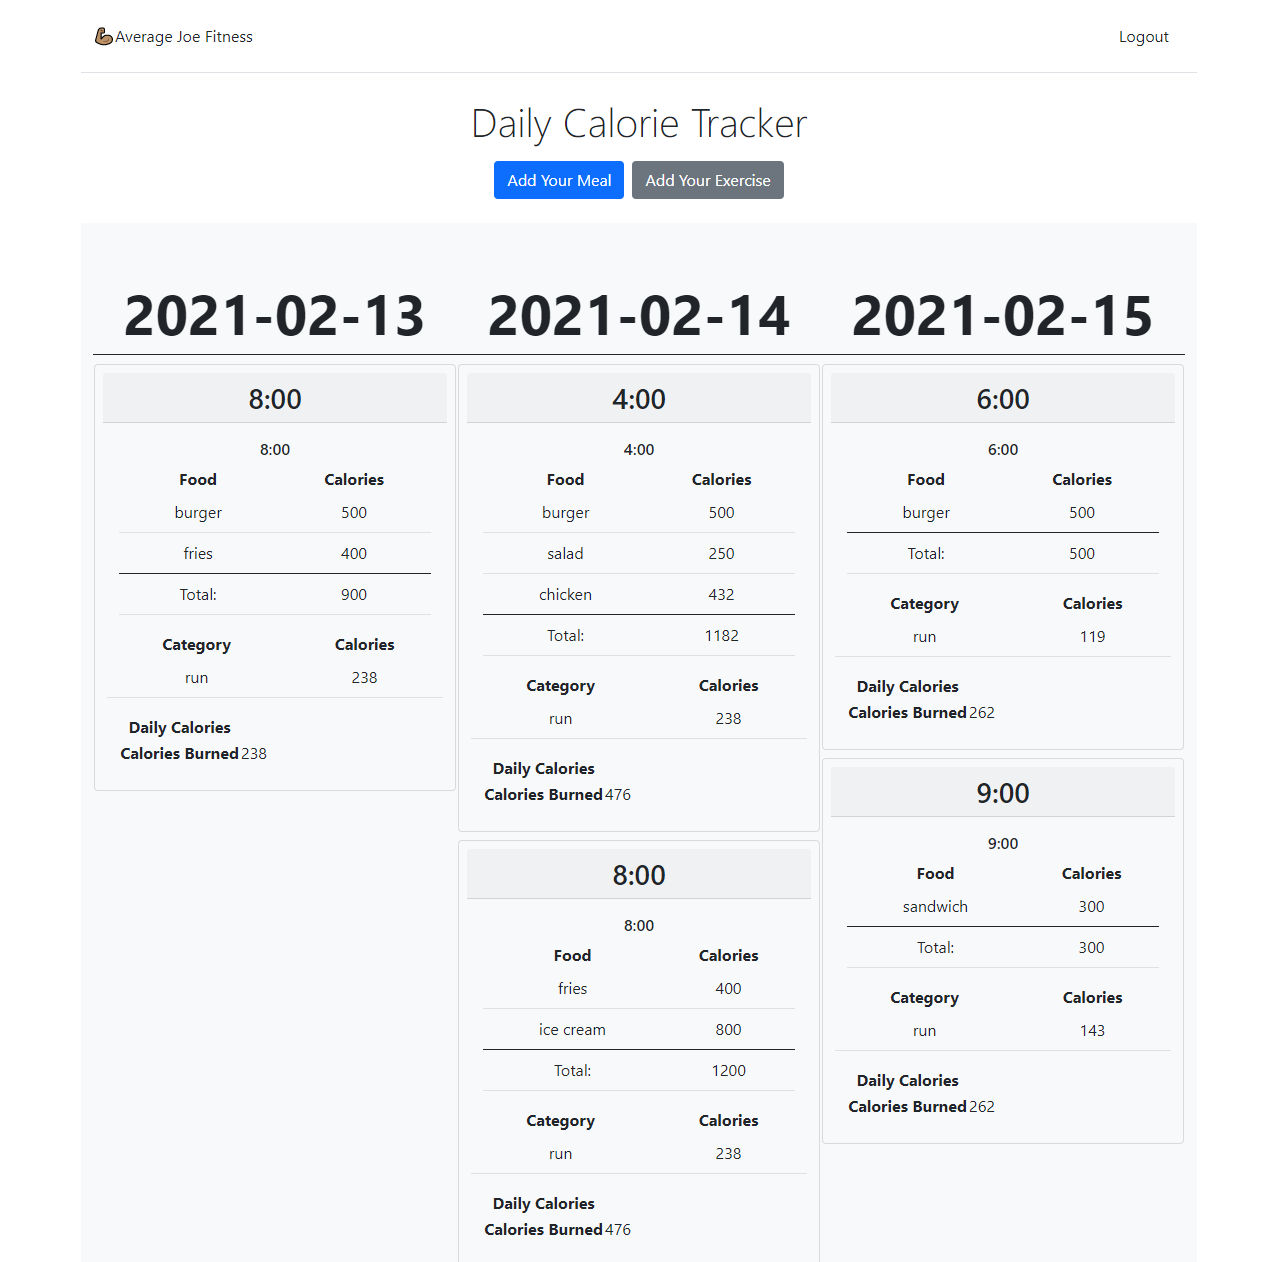 Average Joe Fitness
Logout
Daily Calorie Tracker
Add Your Meal
Add Your Exercise
2021-02-13
8:00
8:00
Food Calories
burger 500
fries 400
Total: 900
Category Calories
run 238
Daily Calories
Calories Burned 238
2021-02-14
4:00
4:00
Food Calories
burger 500
salad 250
chicken 432
Total: 1182
Category Calories
run 238
Daily Calories
Calories Burned 476
8:00
8:00
Food Calories
fries 400
ice cream 800
Total: 1200
Category Calories
run 238
Daily Calories
Calories Burned 476
2021-02-15
6:00
6:00
Food Calories
burger 500
Total: 500
Category Calories
run 119
Daily Calories
Calories Burned 262
9:00
9:00
Food Calories
sandwich 300
Total: 300
Category Calories
run 143
Daily Calories
Calories Burned 262